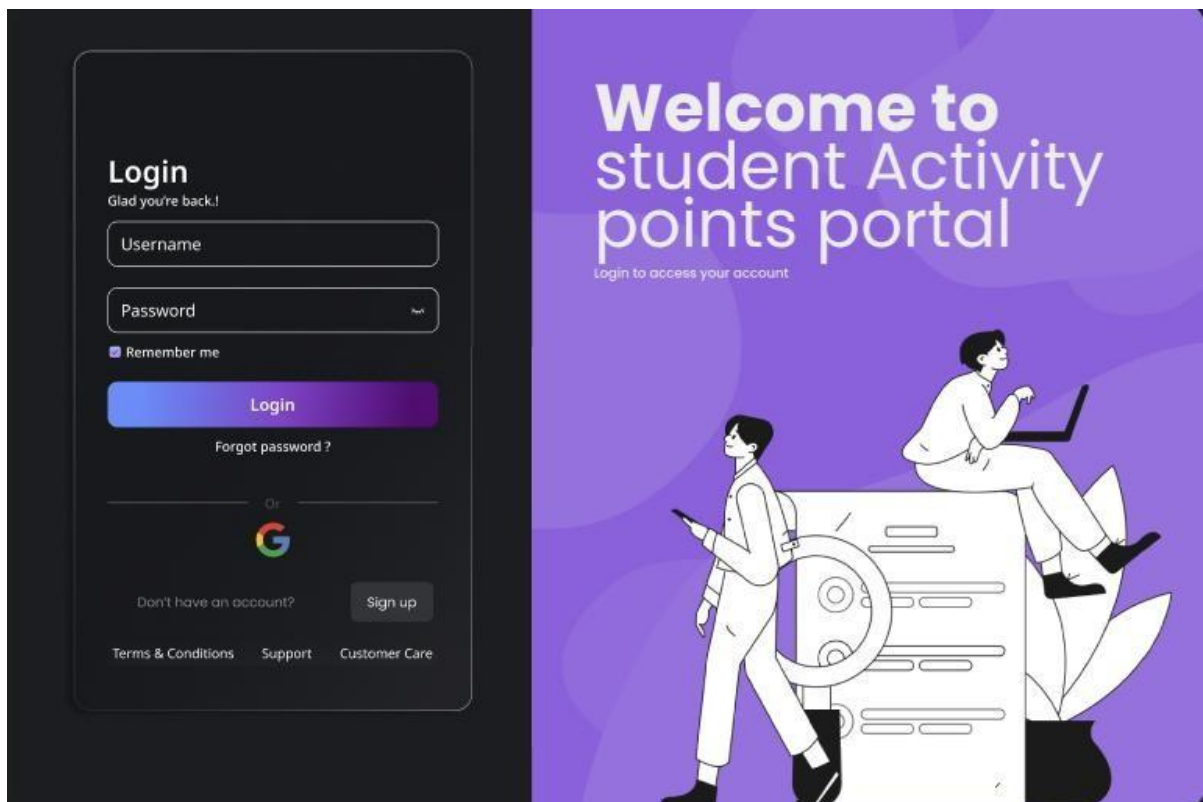 Login
Glad you're back.!
Username
Password
Remember me
Login
Forgot password ?
Or
Don't have an account?
Sign up
Terms & Conditions
Support
Customer Care
Welcome to
student Activity
points portal
Login to access your account